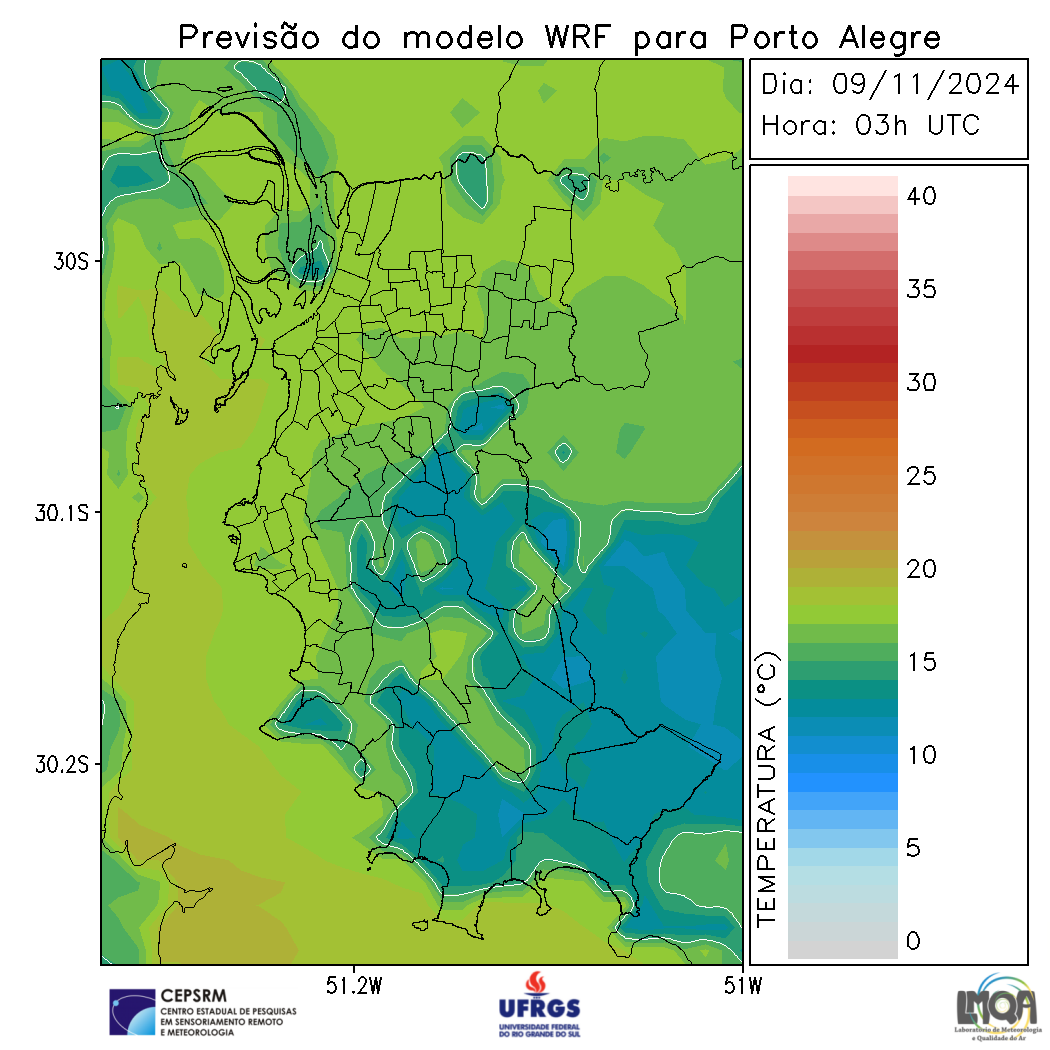 Previsão do modelo WRF para Porto Alegre
Dia: 09/11/2024
Hora: 03h UTC
40
35
30
25
20
15
10
5
0
TEMPERATURA (°C)
30S
30.1S
30.2S
51.2W
51W
CEPSRM
CENTRO ESTADUAL DE PESQUISAS
EM SENSORIAMENTO REMOTO
E METEOROLOGIA
UFRGS
UNIVERSIDADE FEDERAL
DO RIO GRANDE DO SUL
LMQA
Laboratório de Meteorologia
e Qualidade do Ar